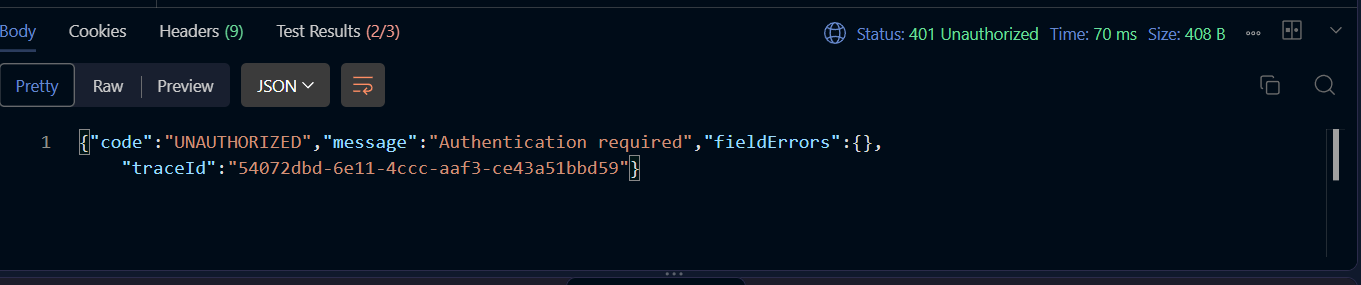 Body Cookies Headers (9) Test Results (2/3) Status: 401 Unauthorized Time: 70 ms Size: 408 B
Pretty Raw Preview JSON
1 {"code":"UNAUTHORIZED","message":"Authentication required","fieldErrors":{},
"traceId":"54072dbd-6e11-4ccc-aaf3-ce43a51bbd59"}